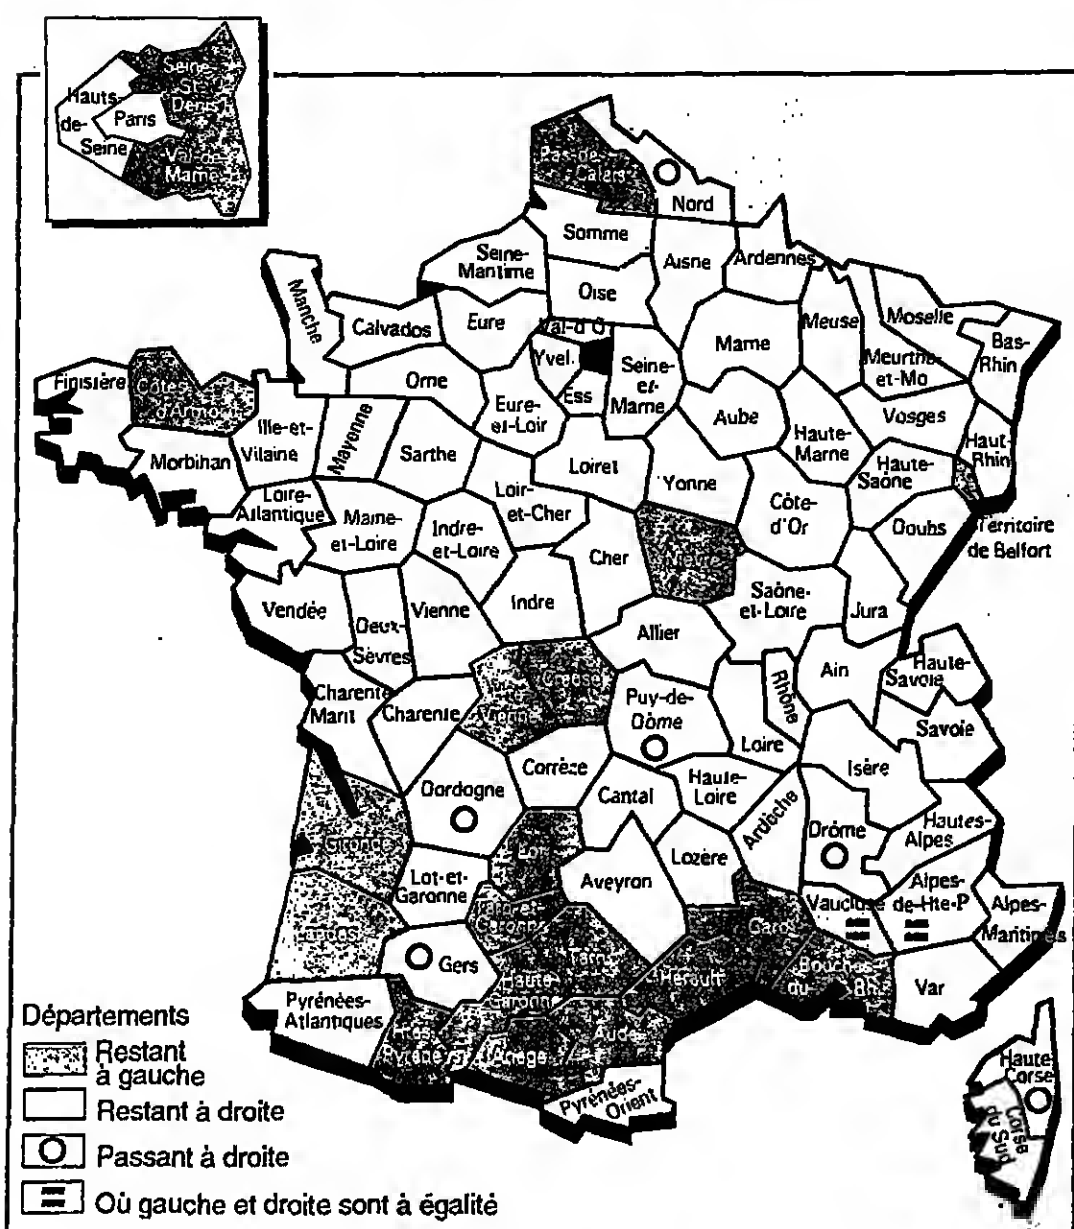 Seine
St
Denis
Hauts-
de-
Seine
Paris
Val-de
Marne
Pas-de-
Calais
Nord
Somme
Seine-
Maritime
Aisne
Ardennes
Oise
Manche
Calvados
Eure
Val-d'O
Yvel.
Ess
Seine-
et-
Marne
Marne
Meuse
Moselle
Meurthe-
et-Mo
Bas-
Rhin
Finistère
Côtes
d'Armor
Orne
Eure-
et-Loir
Aube
Haute-
Marne
Vosges
Haut-
Rhin
Ille-et-
Vilaine
Mayenne
Sarthe
Morbihan
Loiret
Yonne
Haute-
Saône
Loire-
Atlantique
Maine-
et-Loire
Indre-
et-Loire
Loir-
et-Cher
Côte-
d'Or
Doubs
Territoire
de Belfort
Cher
Vendée
Deux-
Sèvres
Vienne
Indre
Saône-
et-Loire
Jura
Allier
Charente
Marit
Charente
Vienne
Creuse
Puy-de-
Dôme
Rhône
Loire
Ain
Haute-
Savoie
Savoie
Isère
Corrèze
Dordogne
Cantal
Haute-
Loire
Ardèche
Drôme
Hautes-
Alpes
Gironde
Lot
Lot-et-
Garonne
Aveyron
Lozère
Vaucluse
Alpes-
de-Hte-P
Alpes-
Maritimes
Landes
Tarn-et-
Garonne
Tarn
Gard
Gers
Haute
Garonne
Hérault
Bouches
du
Rh.
Var
Pyrénées-
Atlantiques
Pyrénées
Ariège
Aude
Pyrénées-
Orient
Haute
Corse
Corse
du Sud
Départements
Restant
à gauche
Restant à droite
Passant à droite
Où gauche et droite sont à égalité